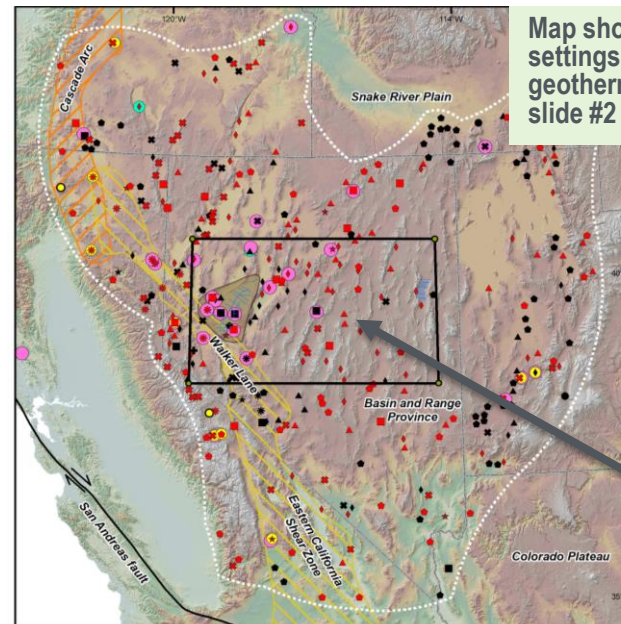 120°W
114°W
Map sho
settings
geotherm
slide #2
Cascade Arc
Snake River Plain
Walker Lane
Basin and Range
Province
Eastern California
Shear Zone
San Andreas fault
Colorado Plateau
35°